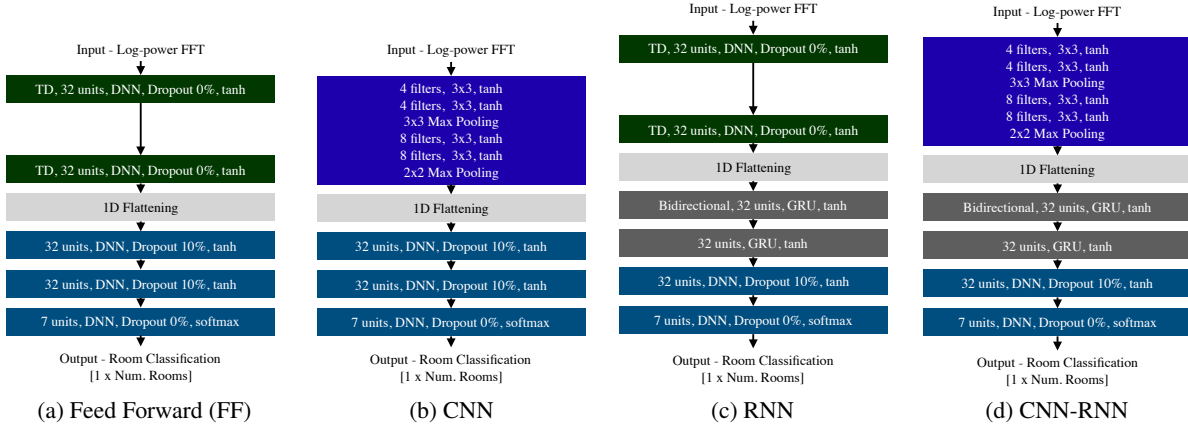 Input - Log-power FFT
TD, 32 units, DNN, Dropout 0%, tanh
TD, 32 units, DNN, Dropout 0%, tanh
1D Flattening
32 units, DNN, Dropout 10%, tanh
32 units, DNN, Dropout 10%, tanh
7 units, DNN, Dropout 0%, softmax
Output - Room Classification
[1 x Num. Rooms]
(a) Feed Forward (FF)
Input - Log-power FFT
4 filters, 3x3, tanh
4 filters, 3x3, tanh
3x3 Max Pooling
8 filters, 3x3, tanh
8 filters, 3x3, tanh
2x2 Max Pooling
1D Flattening
32 units, DNN, Dropout 10%, tanh
32 units, DNN, Dropout 10%, tanh
7 units, DNN, Dropout 0%, softmax
Output - Room Classification
[1 x Num. Rooms]
(b) CNN
Input - Log-power FFT
TD, 32 units, DNN, Dropout 0%, tanh
TD, 32 units, DNN, Dropout 0%, tanh
1D Flattening
Bidirectional, 32 units, GRU, tanh
32 units, GRU, tanh
32 units, DNN, Dropout 10%, tanh
7 units, DNN, Dropout 0%, softmax
Output - Room Classification
[1 x Num. Rooms]
(c) RNN
Input - Log-power FFT
4 filters, 3x3, tanh
4 filters, 3x3, tanh
3x3 Max Pooling
8 filters, 3x3, tanh
8 filters, 3x3, tanh
2x2 Max Pooling
1D Flattening
Bidirectional, 32 units, GRU, tanh
32 units, GRU, tanh
32 units, DNN, Dropout 10%, tanh
7 units, DNN, Dropout 0%, softmax
Output - Room Classification
[1 x Num. Rooms]
(d) CNN-RNN